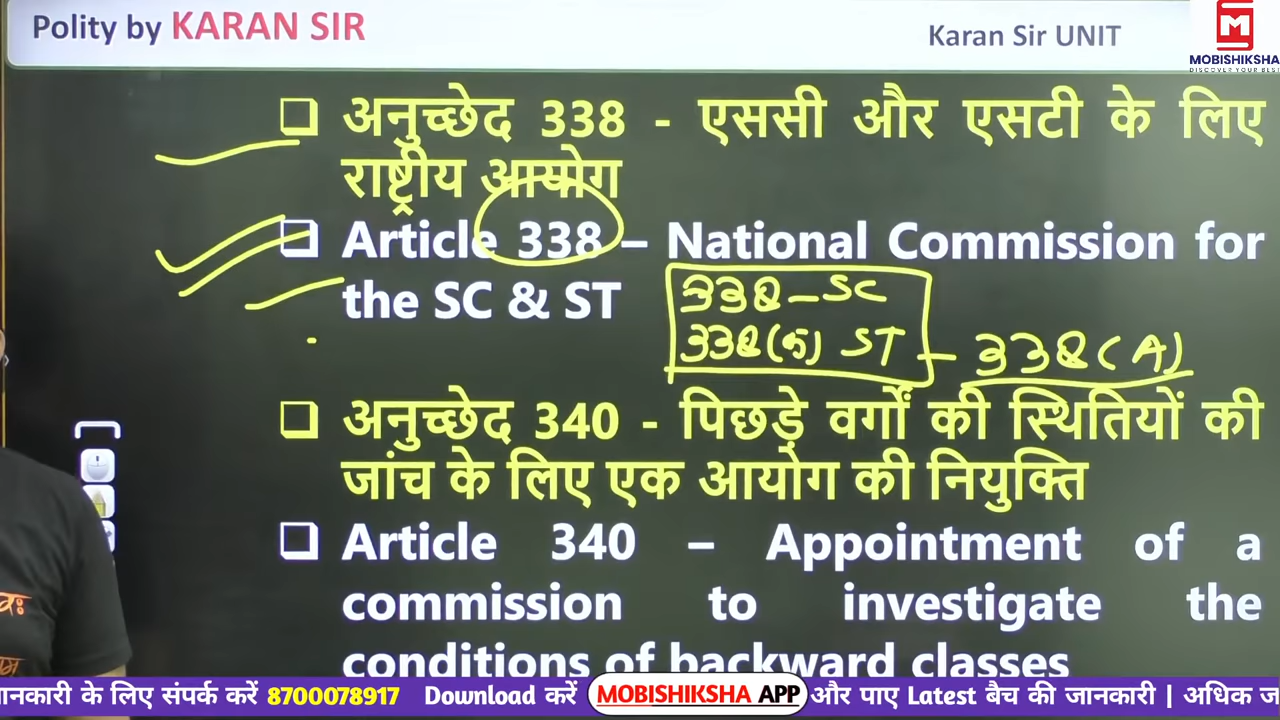 Polity by KARAN SIR
Karan Sir UNIT
M
MOBISHIKSHA
DISCOVER YOUR BEST
अनुच्छेद 338 - एससी और एसटी के लिए
राष्ट्रीय आयोग
Article 338 – National Commission for
the SC & ST
338 – SC
338(5) ST – 338(A)
अनुच्छेद 340 - पिछड़े वर्गों की स्थितियों की
जांच के लिए एक आयोग की नियुक्ति
Article 340 – Appointment of a
commission to investigate the
conditions of backward classes
जानकारी के लिए संपर्क करें 8700078917 Download करें MOBISHIKSHA APP और पाए Latest बैच की जानकारी | अधिक